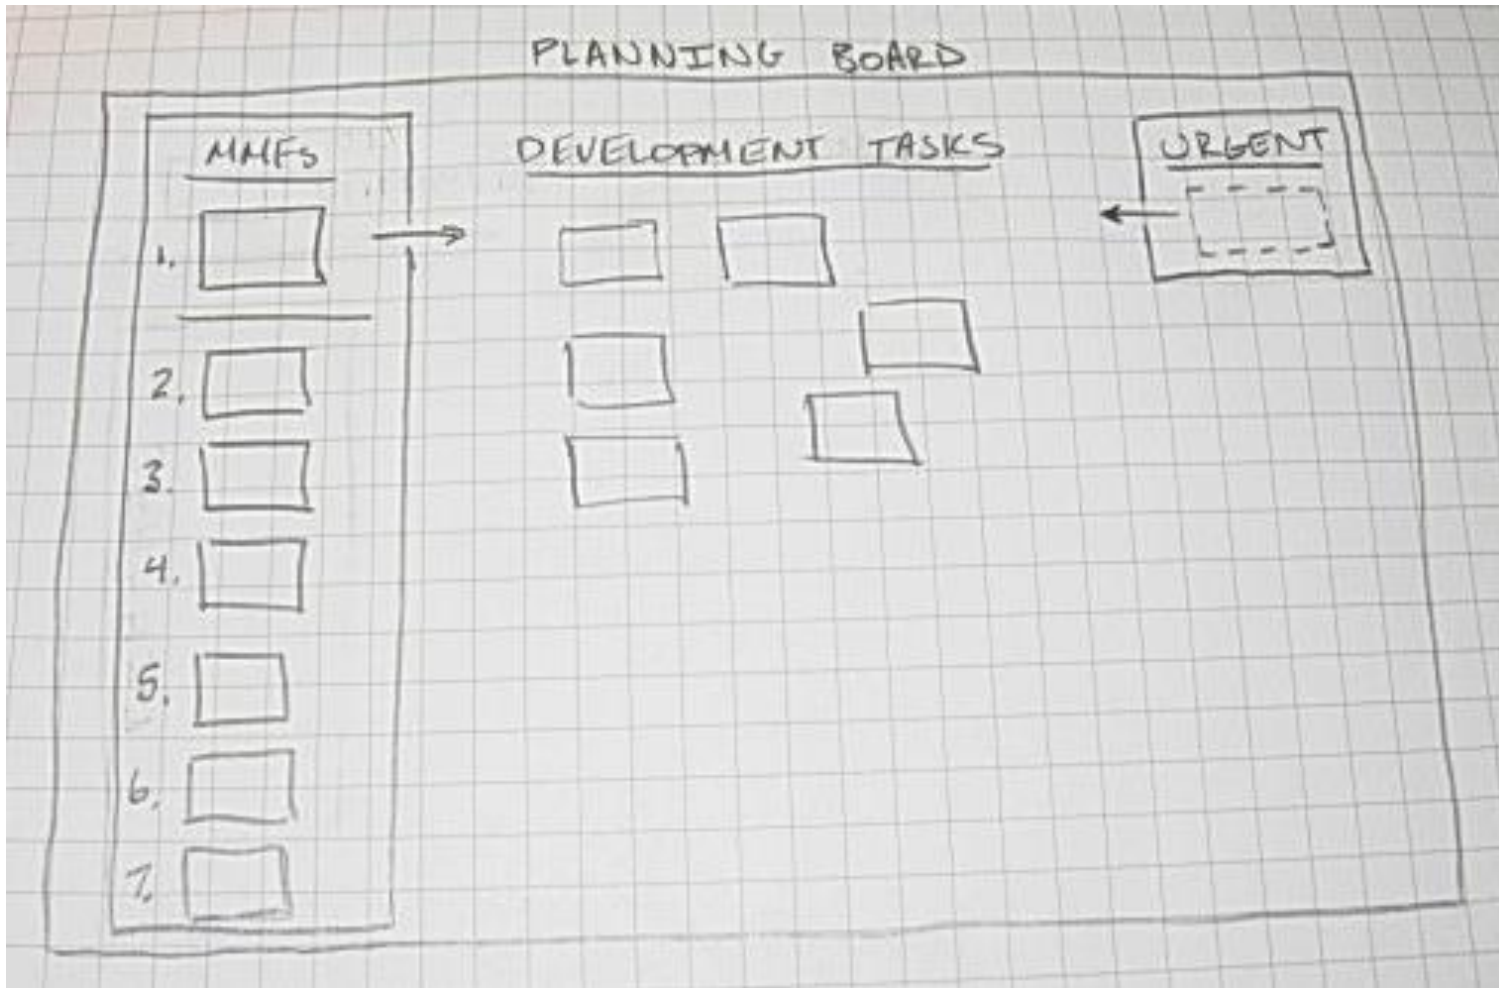 PLANNING BOARD
MMFs
DEVELOPMENT TASKS
URGENT
1.
2.
3.
4.
5.
6.
7.